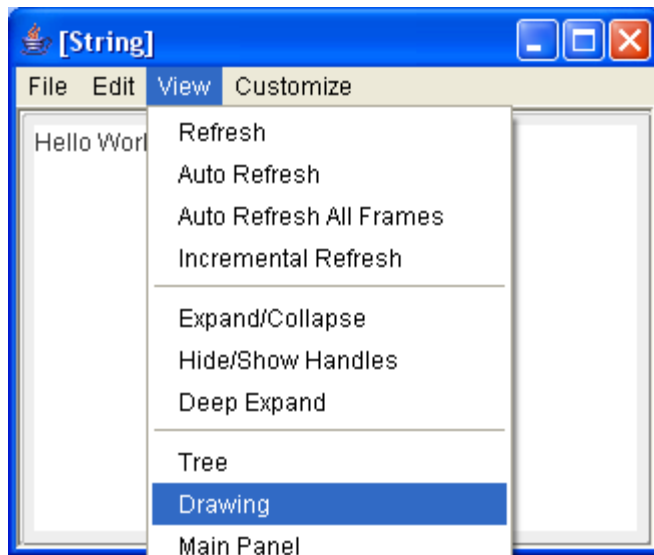 [String]
File Edit View Customize
Hello Worl
Refresh
Auto Refresh
Auto Refresh All Frames
Incremental Refresh
Expand/Collapse
Hide/Show Handles
Deep Expand
Tree
Drawing
Main Panel